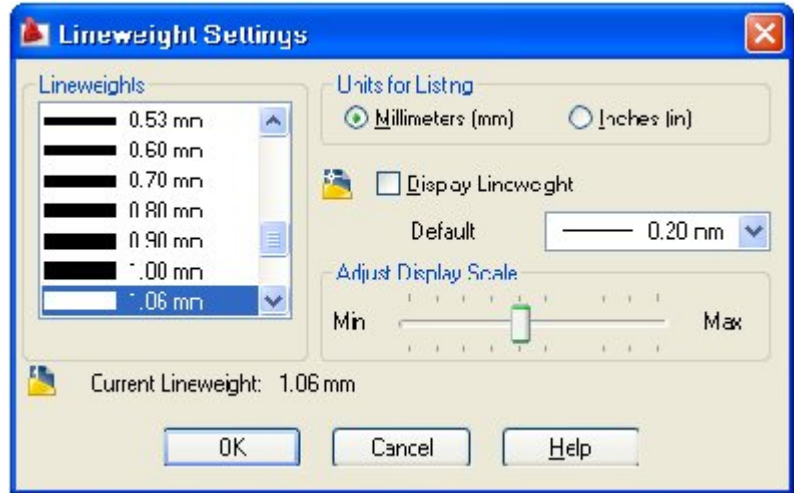 Lineweight Settings
Lineweights
0.53 mm
0.60 mm
0.70 mm
0.80 mm
0.90 mm
1.00 mm
1.06 mm
Units for Listing
Millimeters (mm)
Inches (in)
Display Lineweight
Default
0.20 mm
Adjust Display Scale
Min
Max
Current Lineweight: 1.06 mm
OK
Cancel
Help